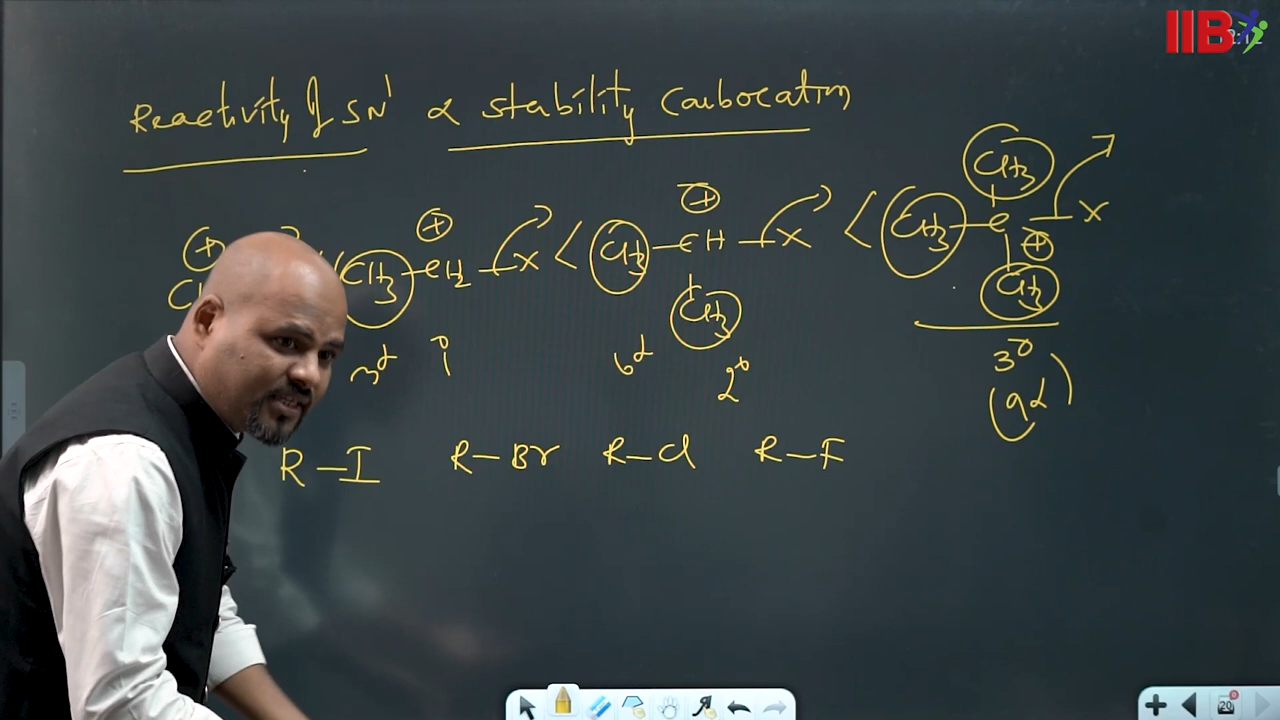 IIB
Reactivity of SN1 ∝ stability Carbocation
⊕ CH3 – CH2 – X < CH3 – CH – X < CH3 – C – X
⊕ ⊕ ⊕
CH3 CH3 CH3
3α 1° 6α 2° 3°
(9α)
R–I R–Br R–Cl R–F
20